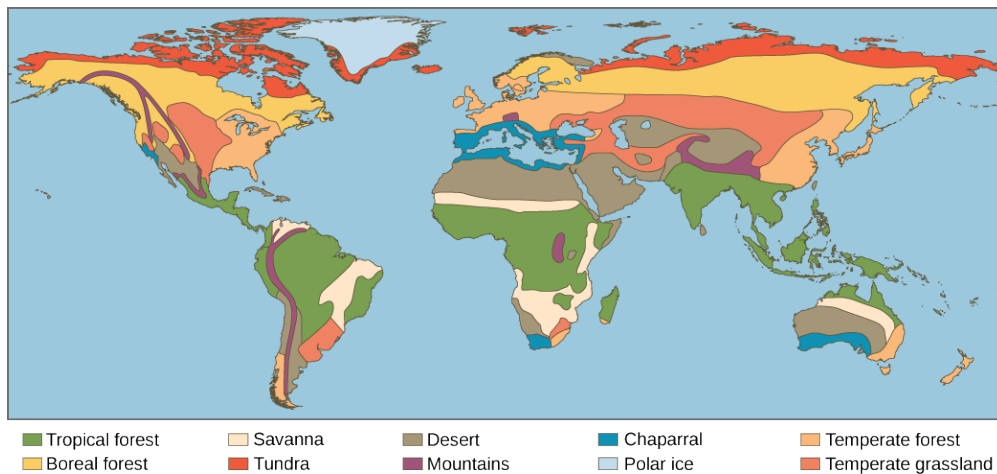 Tropical forest Savanna Desert Chaparral Temperate forest
Boreal forest Tundra Mountains Polar ice Temperate grassland